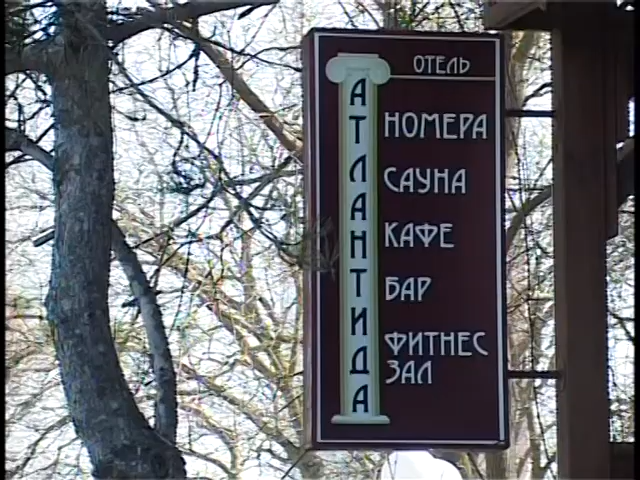 ОТЕЛЬ
АТЛАНТИДА
НОМЕРА
САУНА
КАФЕ
БАР
ФИТНЕС
ЗАЛ